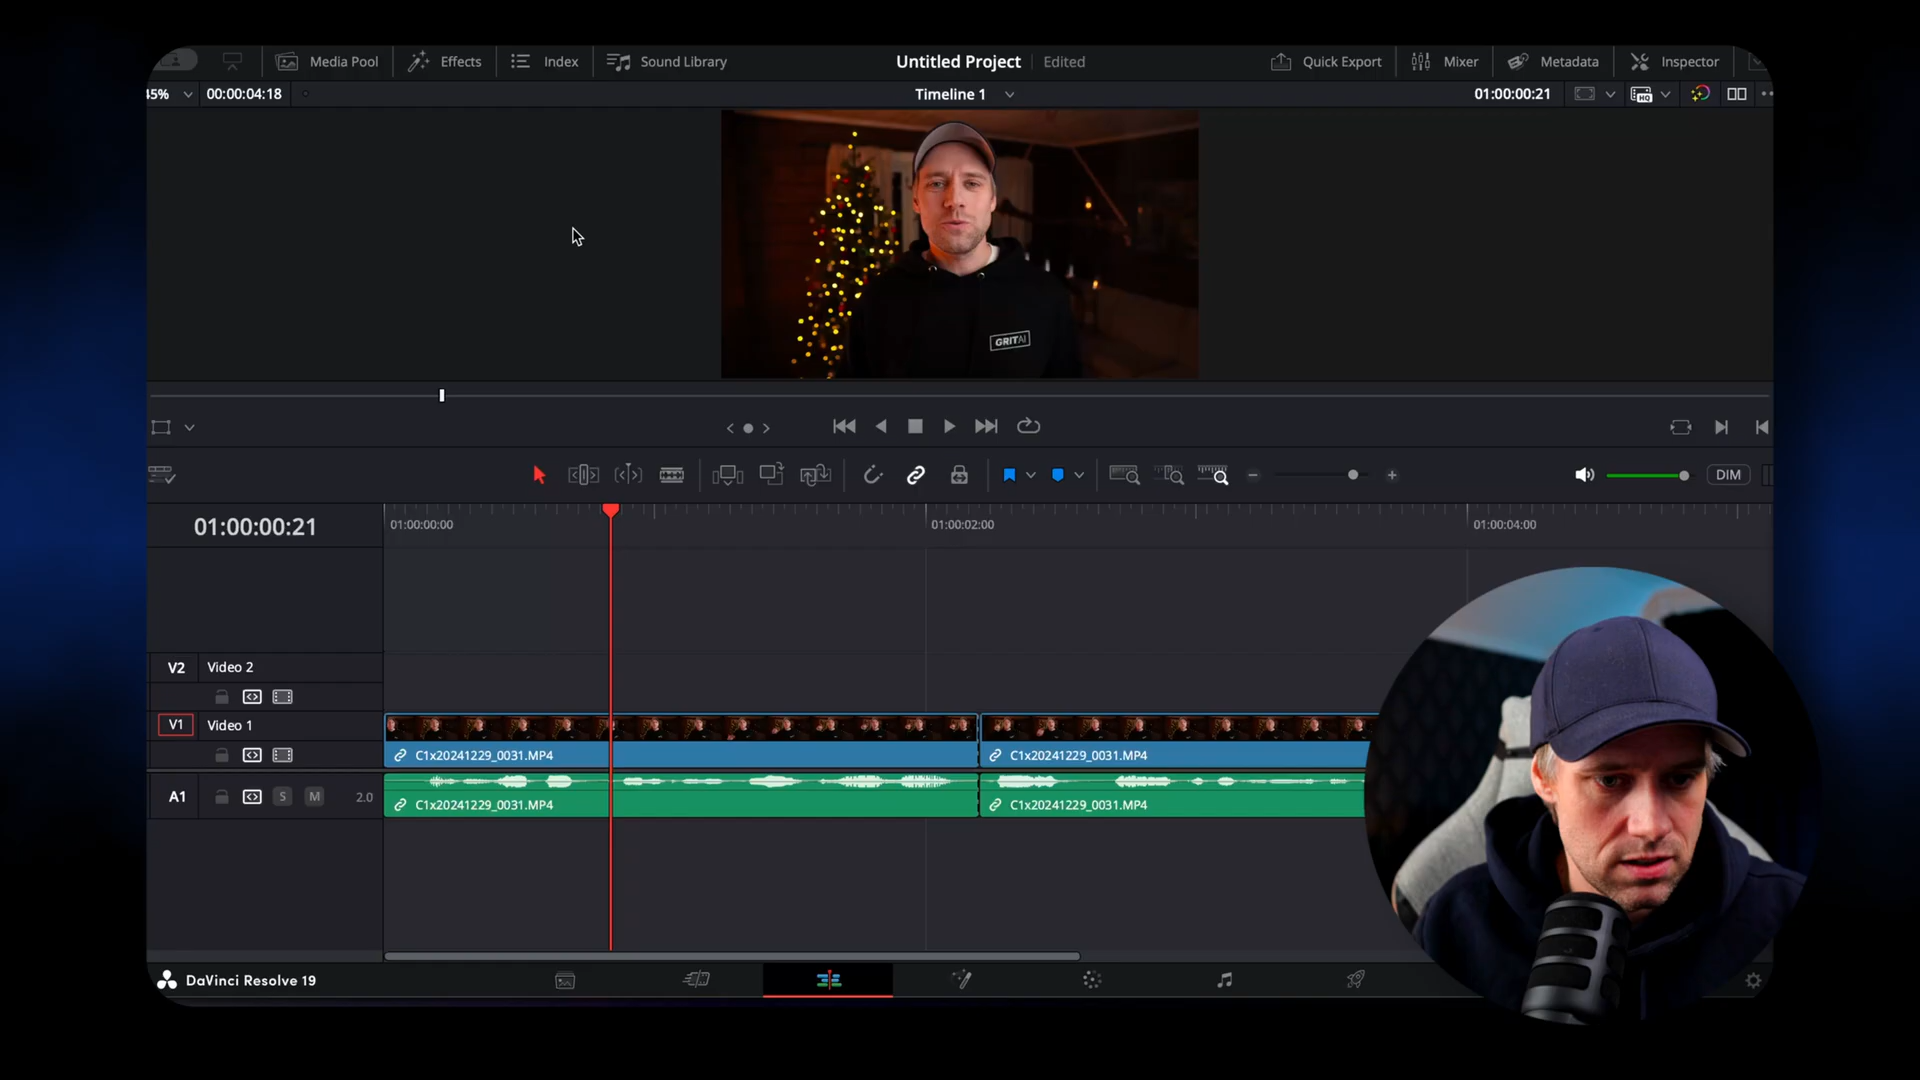 Media Pool
Effects
Index
Sound Library
Untitled Project
Edited
Quick Export
Mixer
Metadata
Inspector
45%
00:00:04:18
Timeline 1
01:00:00:21
HQ
GRITAI
DIM
01:00:00:21
01:00:00:00
01:00:02:00
01:00:04:00
V2
Video 2
V1
Video 1
C1x20241229_0031.MP4
C1x20241229_0031.MP4
A1
S
M
2.0
C1x20241229_0031.MP4
C1x20241229_0031.MP4
DaVinci Resolve 19